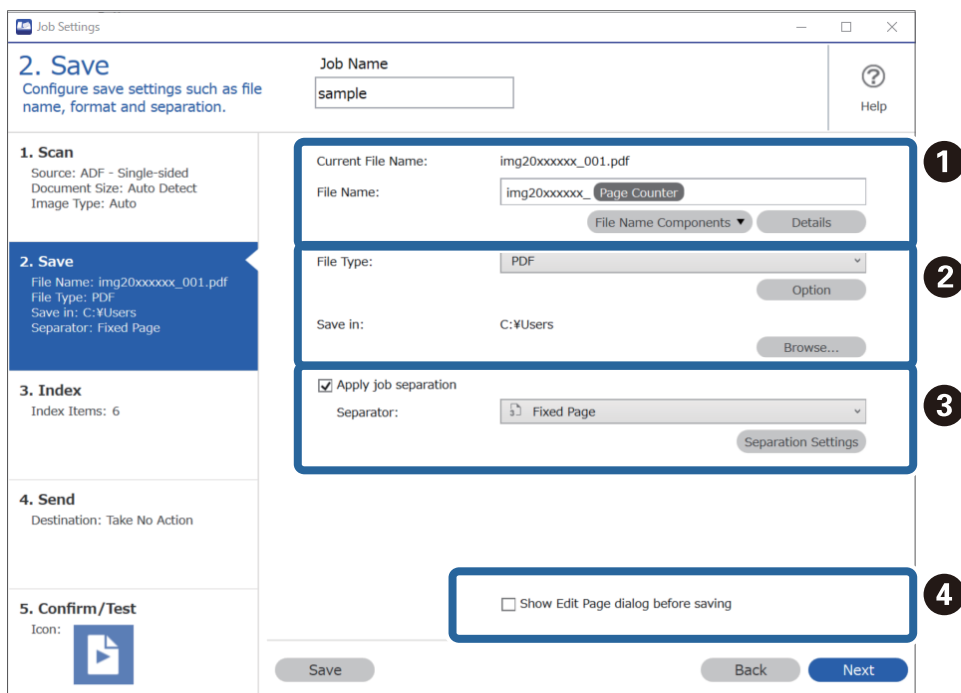 Job Settings
2. Save
Configure save settings such as file
name, format and separation.
Job Name
sample
Help
1. Scan
Source: ADF - Single-sided
Document Size: Auto Detect
Image Type: Auto
2. Save
File Name: img20xxxxxx_001.pdf
File Type: PDF
Save in: C:¥Users
Separator: Fixed Page
3. Index
Index Items: 6
4. Send
Destination: Take No Action
5. Confirm/Test
Icon:
Current File Name: img20xxxxxx_001.pdf
File Name: img20xxxxxx_ Page Counter
File Name Components ▼ Details
1
File Type: PDF
Option
Save in: C:¥Users
Browse...
2
Apply job separation
Separator: Fixed Page
Separation Settings
3
Show Edit Page dialog before saving
4
Save Back Next